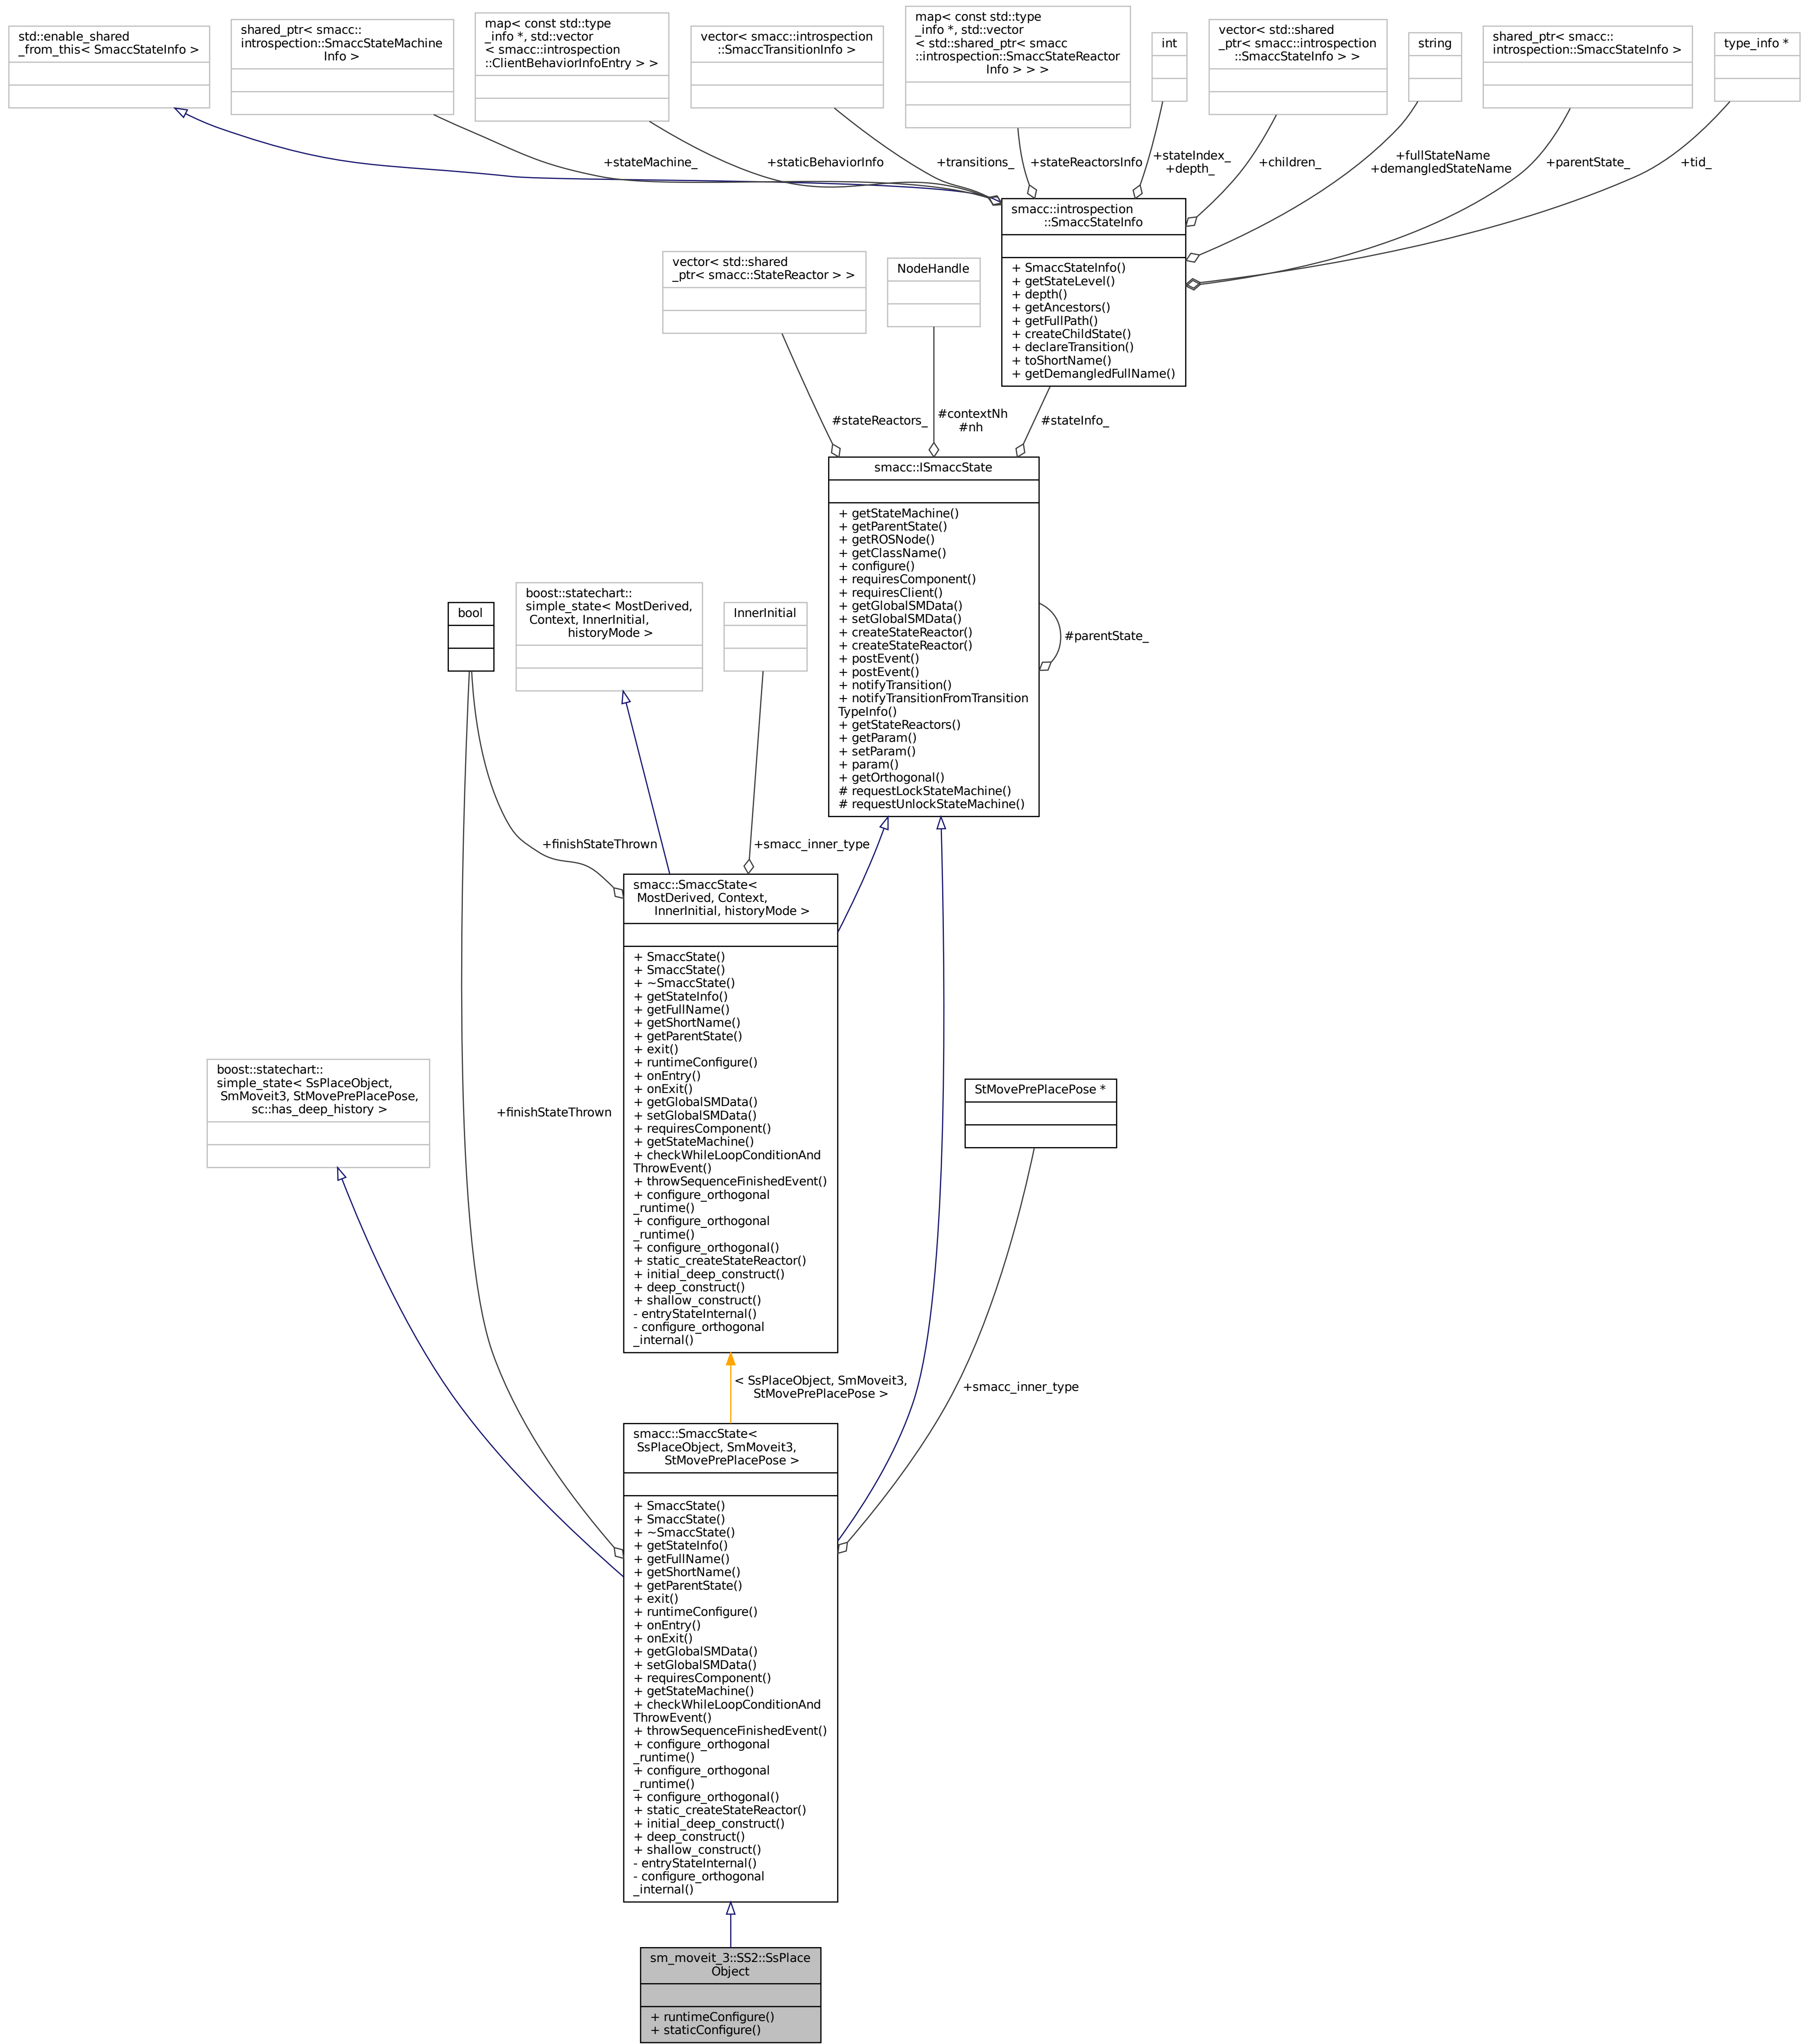 std::enable_shared
_from_this< SmaccStateInfo >
shared_ptr< smacc::
introspection::SmaccStateMachine
Info >
map< const std::type
_info *, std::vector
< smacc::introspection
::ClientBehaviorInfoEntry > >
vector< smacc::introspection
::SmaccTransitionInfo >
map< const std::type
_info *, std::vector
< std::shared_ptr< smacc
::introspection::SmaccStateReactor
Info > > >
int
vector< std::shared
_ptr< smacc::introspection
::SmaccStateInfo > >
string
shared_ptr< smacc::
introspection::SmaccStateInfo >
type_info *
+stateMachine_
+staticBehaviorInfo
+transitions_
+stateReactorsInfo
+stateIndex_
+depth_
+children_
+fullStateName
+demangledStateName
+parentState_
+tid_
smacc::introspection
::SmaccStateInfo
+ SmaccStateInfo()
+ getStateLevel()
+ depth()
+ getAncestors()
+ getFullPath()
+ createChildState()
+ declareTransition()
+ toShortName()
+ getDemangledFullName()
vector< std::shared
_ptr< smacc::StateReactor > >
NodeHandle
#stateReactors_
#contextNh
#nh
#stateInfo_
smacc::ISmaccState
+ getStateMachine()
+ getParentState()
+ getROSNode()
+ getClassName()
+ configure()
+ requiresComponent()
+ requiresClient()
+ getGlobalSMData()
+ setGlobalSMData()
+ createStateReactor()
+ createStateReactor()
+ postEvent()
+ postEvent()
+ notifyTransition()
+ notifyTransitionFromTransition
TypeInfo()
+ getStateReactors()
+ getParam()
+ setParam()
+ param()
+ getOrthogonal()
# requestLockStateMachine()
# requestUnlockStateMachine()
#parentState_
bool
boost::statechart::
simple_state< MostDerived,
Context, InnerInitial,
historyMode >
InnerInitial
+finishStateThrown
+smacc_inner_type
smacc::SmaccState<
MostDerived, Context,
InnerInitial, historyMode >
+ SmaccState()
+ SmaccState()
+ ~SmaccState()
+ getStateInfo()
+ getFullName()
+ getShortName()
+ getParentState()
+ exit()
+ runtimeConfigure()
+ onEntry()
+ onExit()
+ getGlobalSMData()
+ setGlobalSMData()
+ requiresComponent()
+ getStateMachine()
+ checkWhileLoopConditionAnd
ThrowEvent()
+ throwSequenceFinishedEvent()
+ configure_orthogonal
_runtime()
+ configure_orthogonal
_runtime()
+ configure_orthogonal()
+ static_createStateReactor()
+ initial_deep_construct()
+ deep_construct()
+ shallow_construct()
- entryStateInternal()
- configure_orthogonal
_internal()
boost::statechart::
simple_state< SsPlaceObject,
SmMoveit3, StMovePrePlacePose,
sc::has_deep_history >
+finishStateThrown
StMovePrePlacePose *
< SsPlaceObject, SmMoveit3,
StMovePrePlacePose >
+smacc_inner_type
smacc::SmaccState<
SsPlaceObject, SmMoveit3,
StMovePrePlacePose >
+ SmaccState()
+ SmaccState()
+ ~SmaccState()
+ getStateInfo()
+ getFullName()
+ getShortName()
+ getParentState()
+ exit()
+ runtimeConfigure()
+ onEntry()
+ onExit()
+ getGlobalSMData()
+ setGlobalSMData()
+ requiresComponent()
+ getStateMachine()
+ checkWhileLoopConditionAnd
ThrowEvent()
+ throwSequenceFinishedEvent()
+ configure_orthogonal
_runtime()
+ configure_orthogonal
_runtime()
+ configure_orthogonal()
+ static_createStateReactor()
+ initial_deep_construct()
+ deep_construct()
+ shallow_construct()
- entryStateInternal()
- configure_orthogonal
_internal()
sm_moveit_3::SS2::SsPlace
Object
+ runtimeConfigure()
+ staticConfigure()